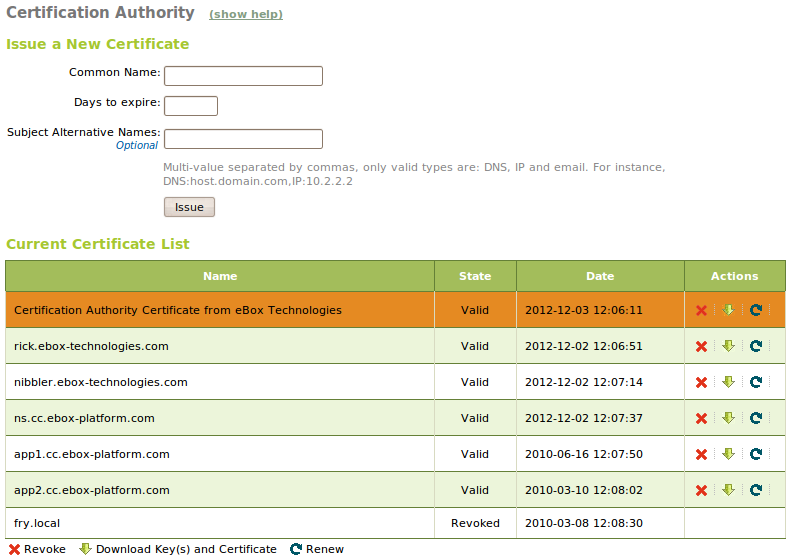 Certification Authority (show help)
Issue a New Certificate
Common Name:
Days to expire:
Subject Alternative Names:
Optional
Multi-value separated by commas, only valid types are: DNS, IP and email. For instance,
DNS:host.domain.com,IP:10.2.2.2
Issue
Current Certificate List
Name State Date Actions
Certification Authority Certificate from eBox Technologies Valid 2012-12-03 12:06:11
rick.ebox-technologies.com Valid 2012-12-02 12:06:51
nibbler.ebox-technologies.com Valid 2012-12-02 12:07:14
ns.cc.ebox-platform.com Valid 2012-12-02 12:07:37
app1.cc.ebox-platform.com Valid 2010-06-16 12:07:50
app2.cc.ebox-platform.com Valid 2010-03-10 12:08:02
fry.local Revoked 2010-03-08 12:08:30
Revoke Download Key(s) and Certificate Renew